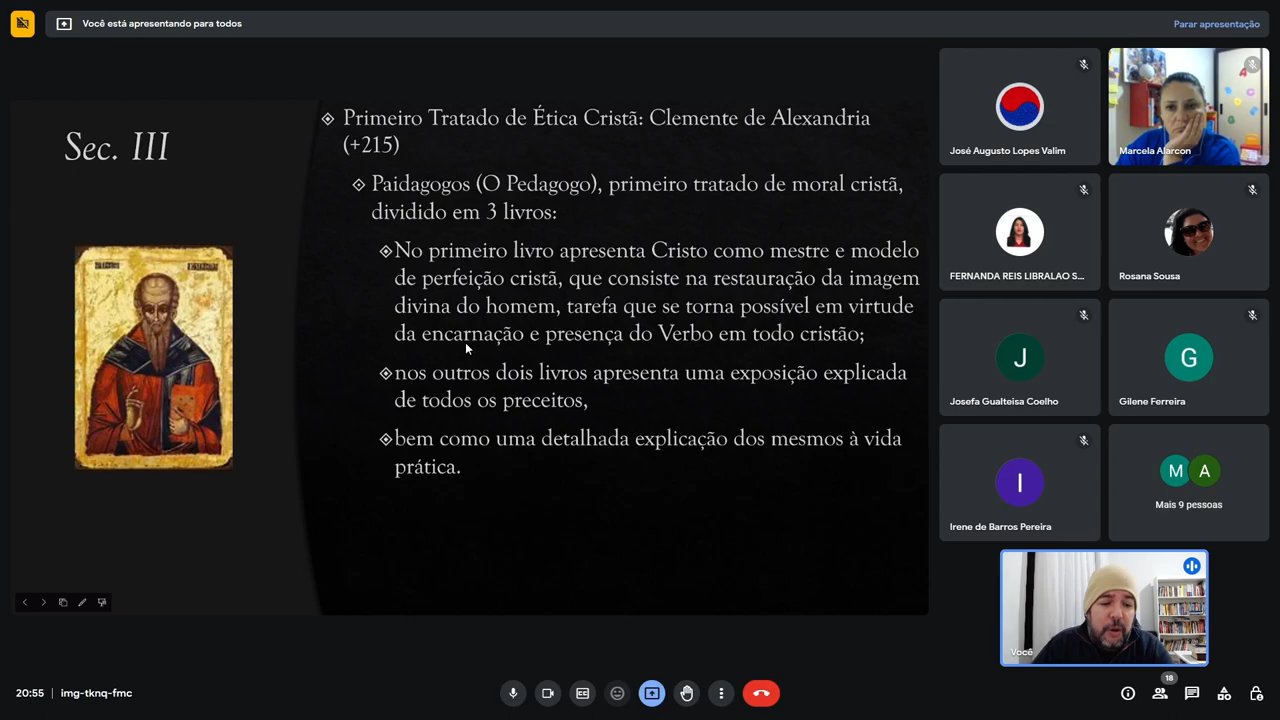 Você está apresentando para todos
Parar apresentação
Sec. III
Primeiro Tratado de Ética Cristã: Clemente de Alexandria
(+215)
Paidagogos (O Pedagogo), primeiro tratado de moral cristã,
dividido em 3 livros:
No primeiro livro apresenta Cristo como mestre e modelo
de perfeição cristã, que consiste na restauração da imagem
divina do homem, tarefa que se torna possível em virtude
da encarnação e presença do Verbo em todo cristão;
nos outros dois livros apresenta uma exposição explicada
de todos os preceitos,
bem como uma detalhada explicação dos mesmos à vida
prática.
José Augusto Lopes Valim
Marcela Alarcon
FERNANDA REIS LIBRALAO S...
Rosana Sousa
J
Josefa Gualteisa Coelho
G
Gilene Ferreira
I
Irene de Barros Pereira
M A
Mais 9 pessoas
Você
20:55 | img-tknq-fmc
18